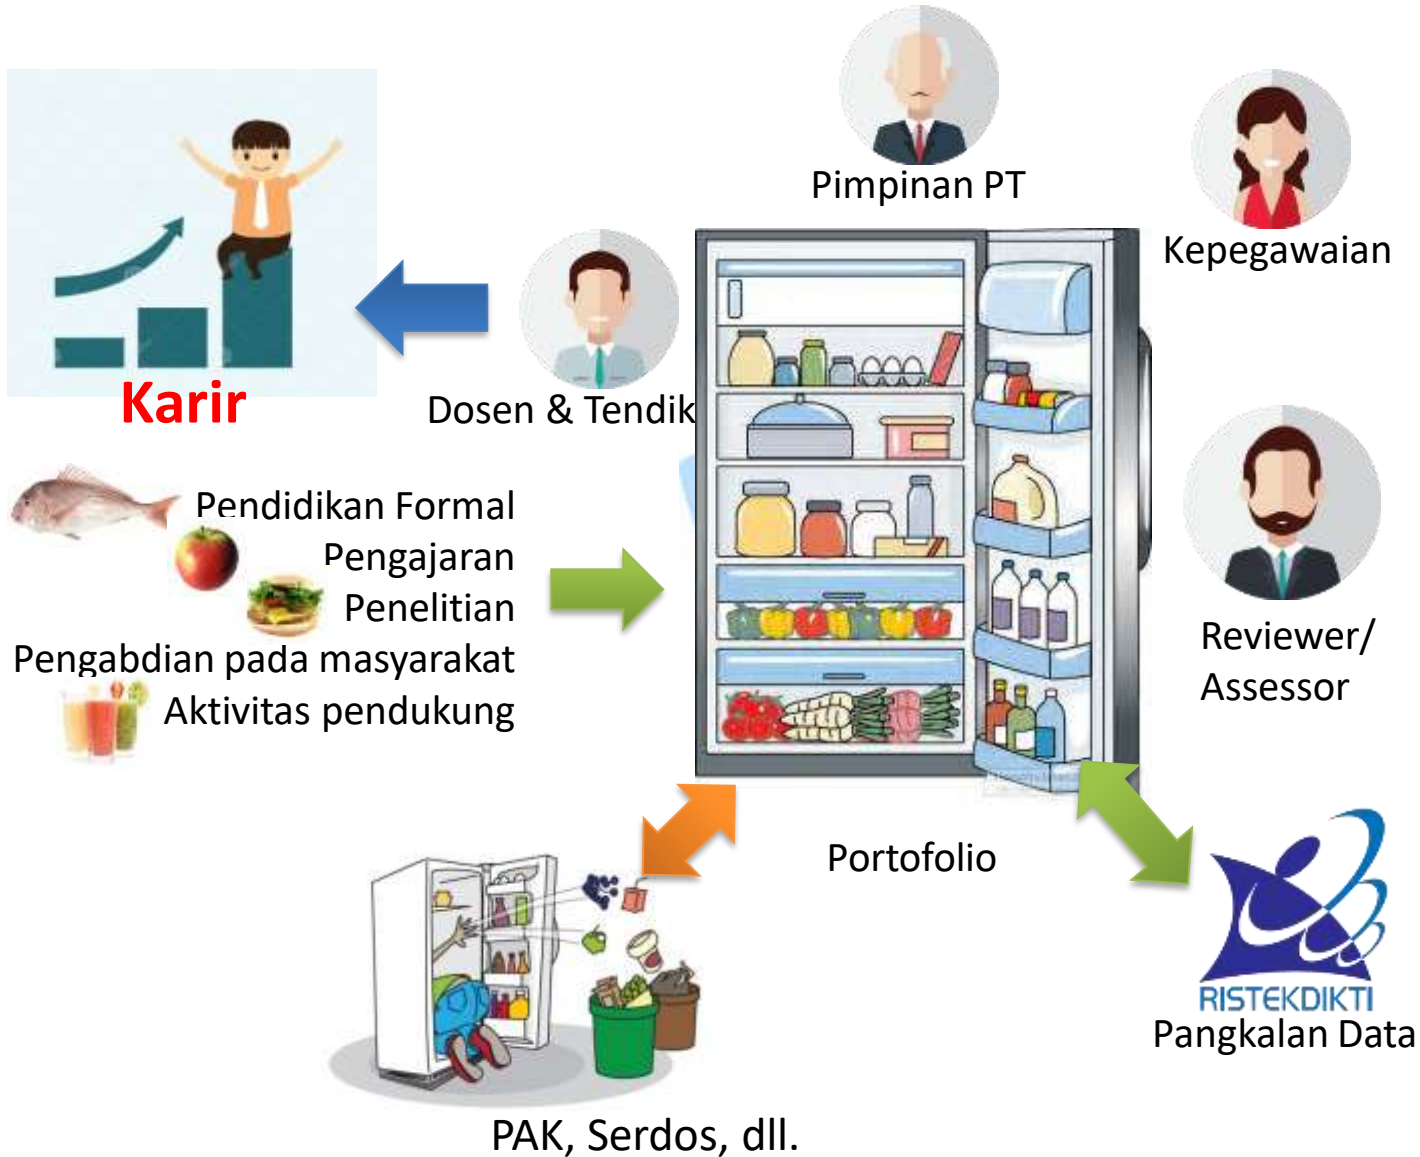 Pimpinan PT
Kepegawaian
Karir
Dosen & Tendik
Pendidikan Formal
Pengajaran
Penelitian
Pengabdian pada masyarakat
Aktivitas pendukung
Reviewer/
Assessor
Portofolio
RISTEKDIKTI
Pangkalan Data
PAK, Serdos, dll.